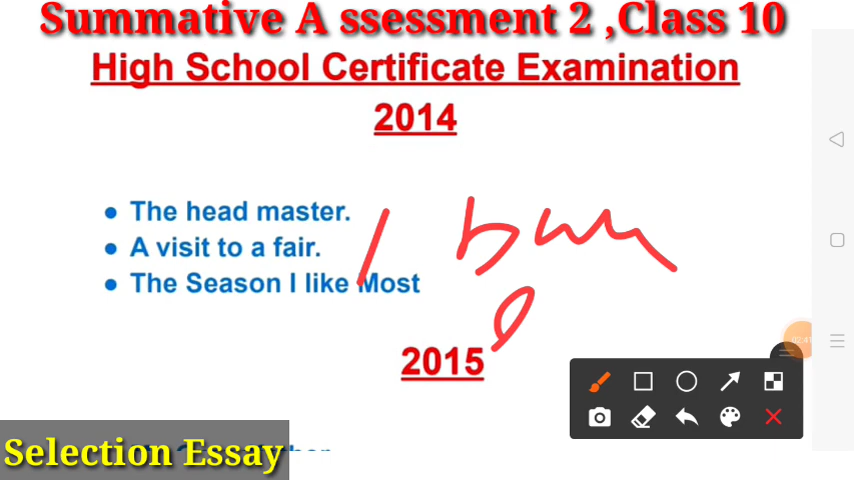 Summative A ssessment 2 ,Class 10
High School Certificate Examination
2014
• The head master.
• A visit to a fair.
• The Season I like Most
2015
Selection Essay